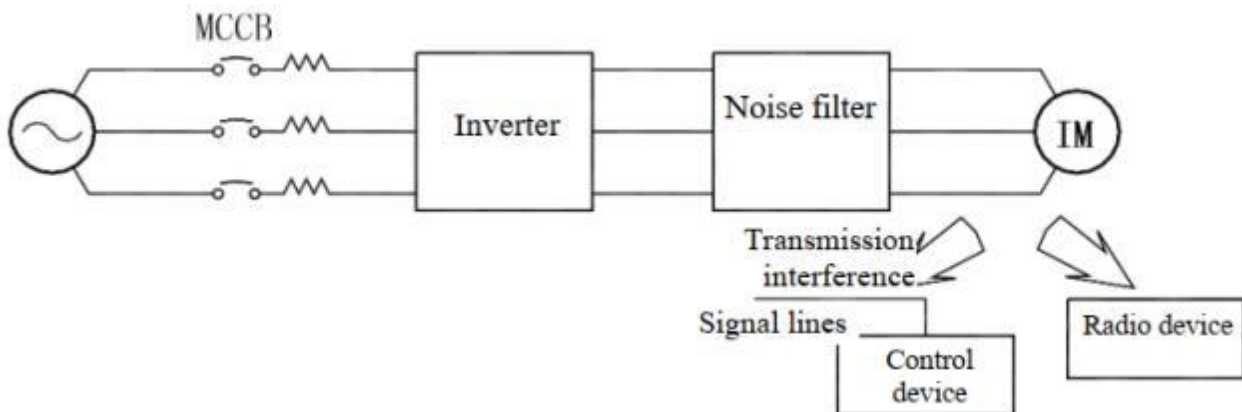 MCCB
Inverter
Noise filter
IM
Transmission
interference
Signal lines
Control
device
Radio device